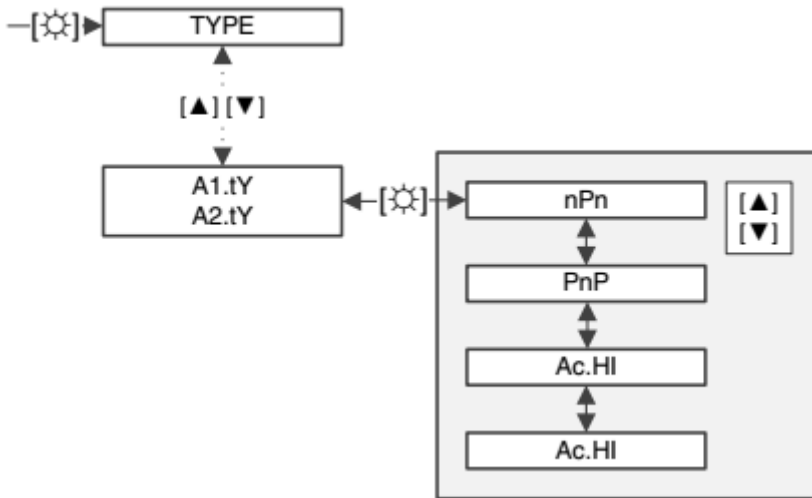 [☼]
TYPE
[▲] [▼]
A1.tY
A2.tY
[☼]
nPn
[▲]
[▼]
PnP
Ac.HI
Ac.HI